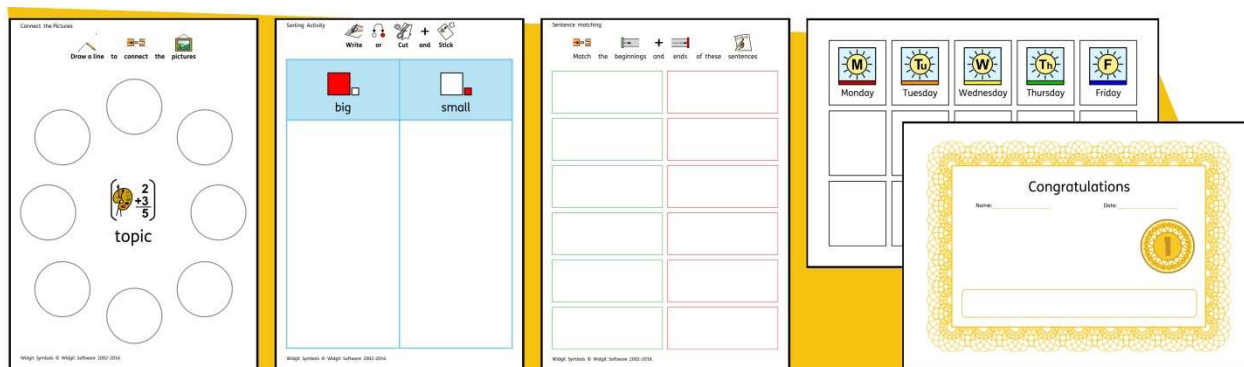 Connect the Pictures
Draw a line to connect the pictures
2
+3
5
topic
Widgit Symbols © Widgit Software 2002-2016
Sorting Activity
+
Write or Cut and Stick
big small
Widgit Symbols © Widgit Software 2002-2016
Sentence matching
+
Match the beginnings and ends of these sentences
Widgit Symbols © Widgit Software 2002-2016
M Tu W Th F
Monday Tuesday Wednesday Thursday Friday
Congratulations
Name: Date:
1